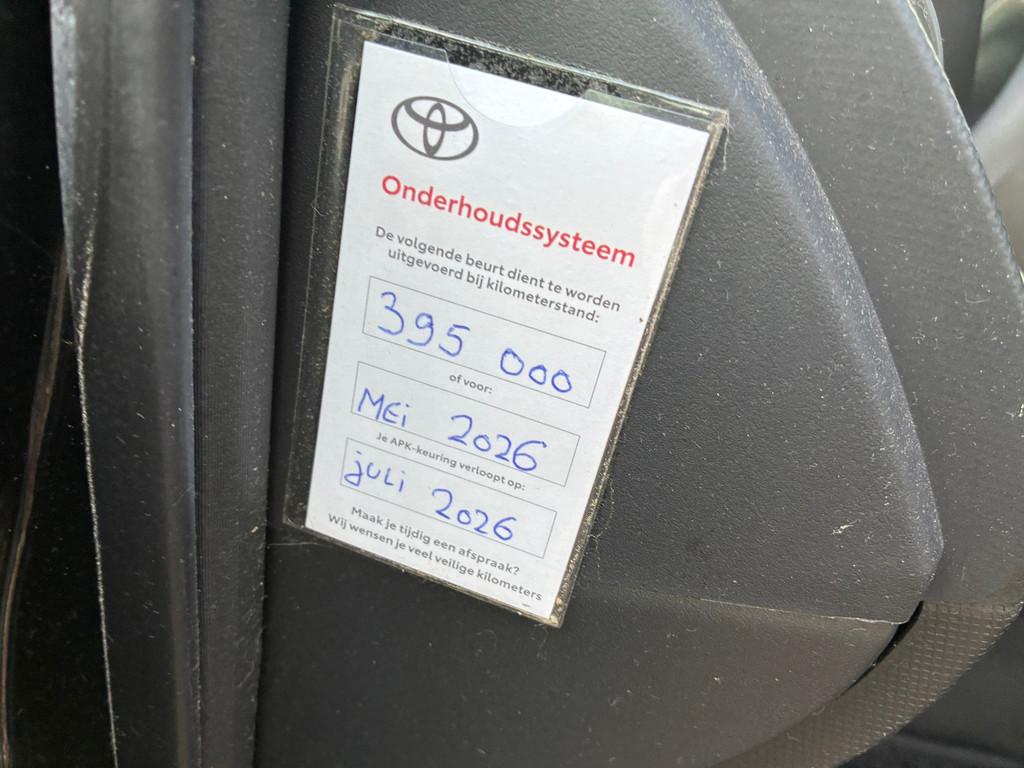 Onderhoudssysteem
De volgende beurt dient te worden
uitgevoerd bij kilometerstand:
395 000
of voor:
MEi 2026
Je APK-keuring verloopt op:
juLi 2026
Maak je tijdig een afspraak?
Wij wensen je veel veilige kilometers